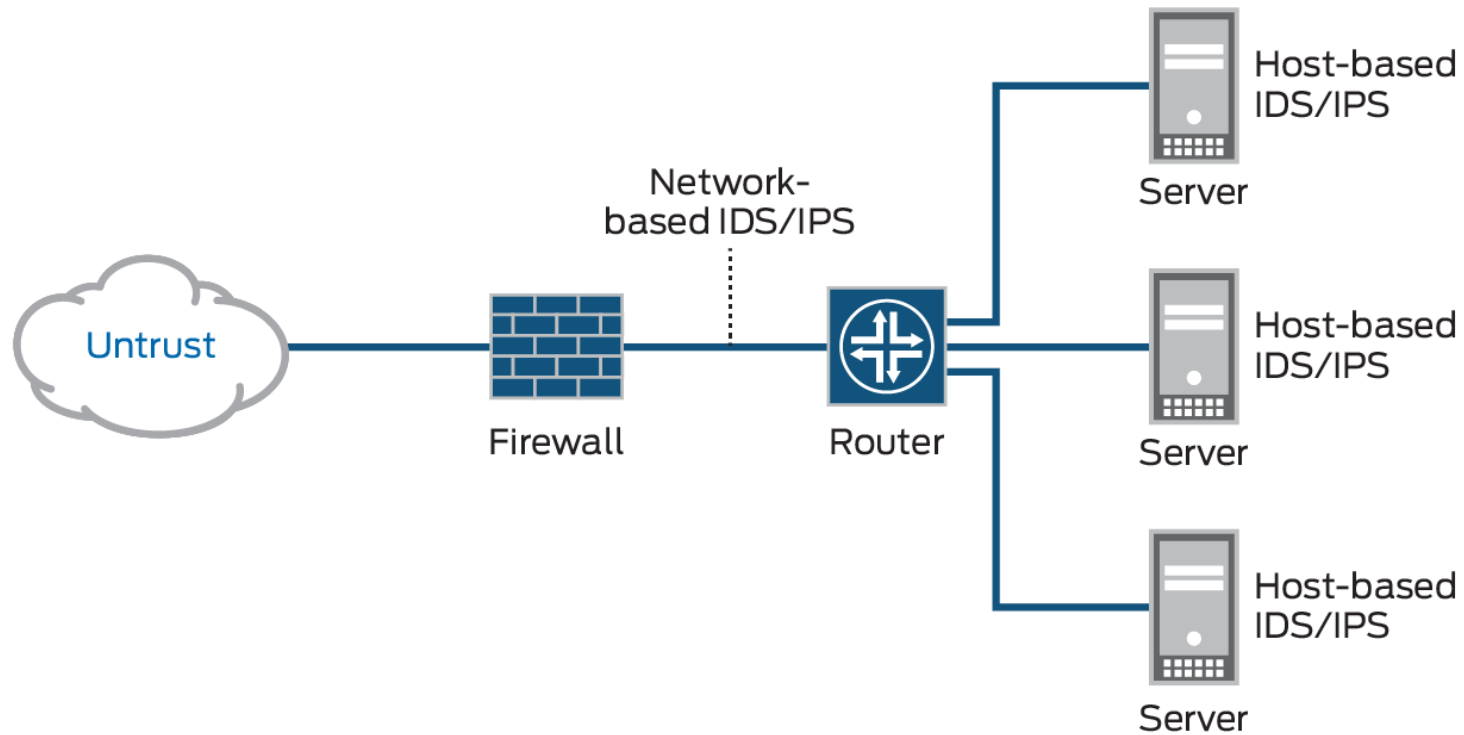 Host-based
IDS/IPS
Server
Network-
based IDS/IPS
Untrust
Firewall
Router
Host-based
IDS/IPS
Server
Host-based
IDS/IPS
Server